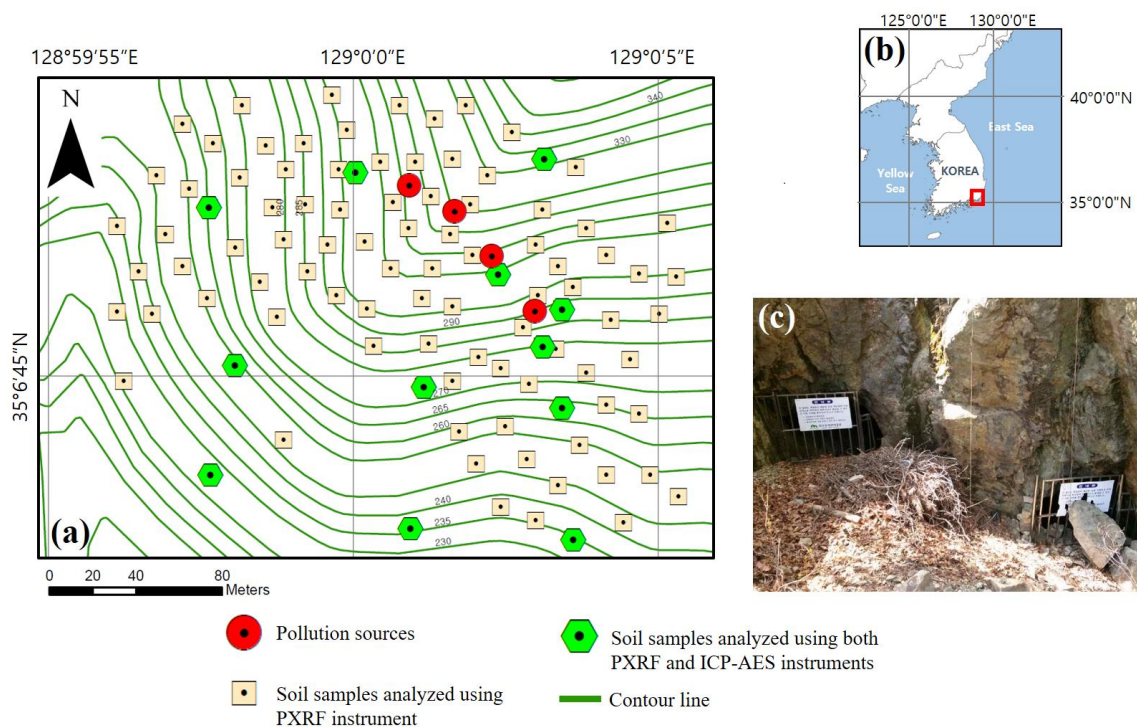 128°59'55"E
129°0'0"E
129°0'5"E
N
340
330
280
285
290
35°6'45"N
270
265
260
240
235
230
(a)
0 20 40 80
Meters
125°0'0"E 130°0'0"E
(b)
40°0'0"N
East Sea
KOREA
Yellow
Sea
35°0'0"N
(c)
Pollution sources
Soil samples analyzed using both
PXRF and ICP-AES instruments
Soil samples analyzed using
PXRF instrument
Contour line